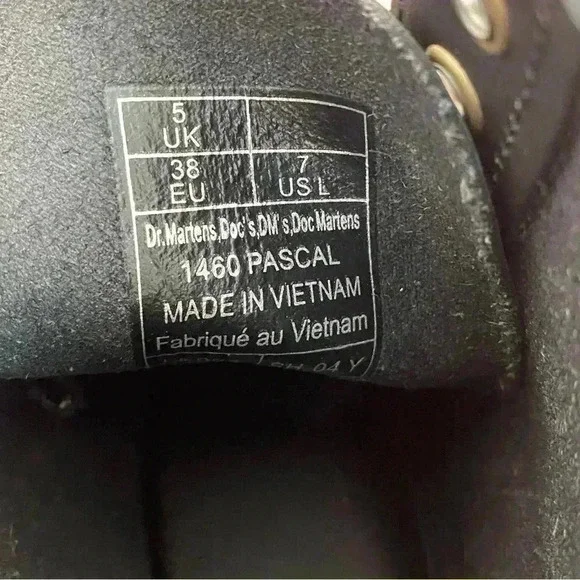 5
UK
38
EU
7
US L
Dr.Martens,Doc's,DM's,Doc Martens
1460 PASCAL
MADE IN VIETNAM
Fabriqué au Vietnam
04 Y